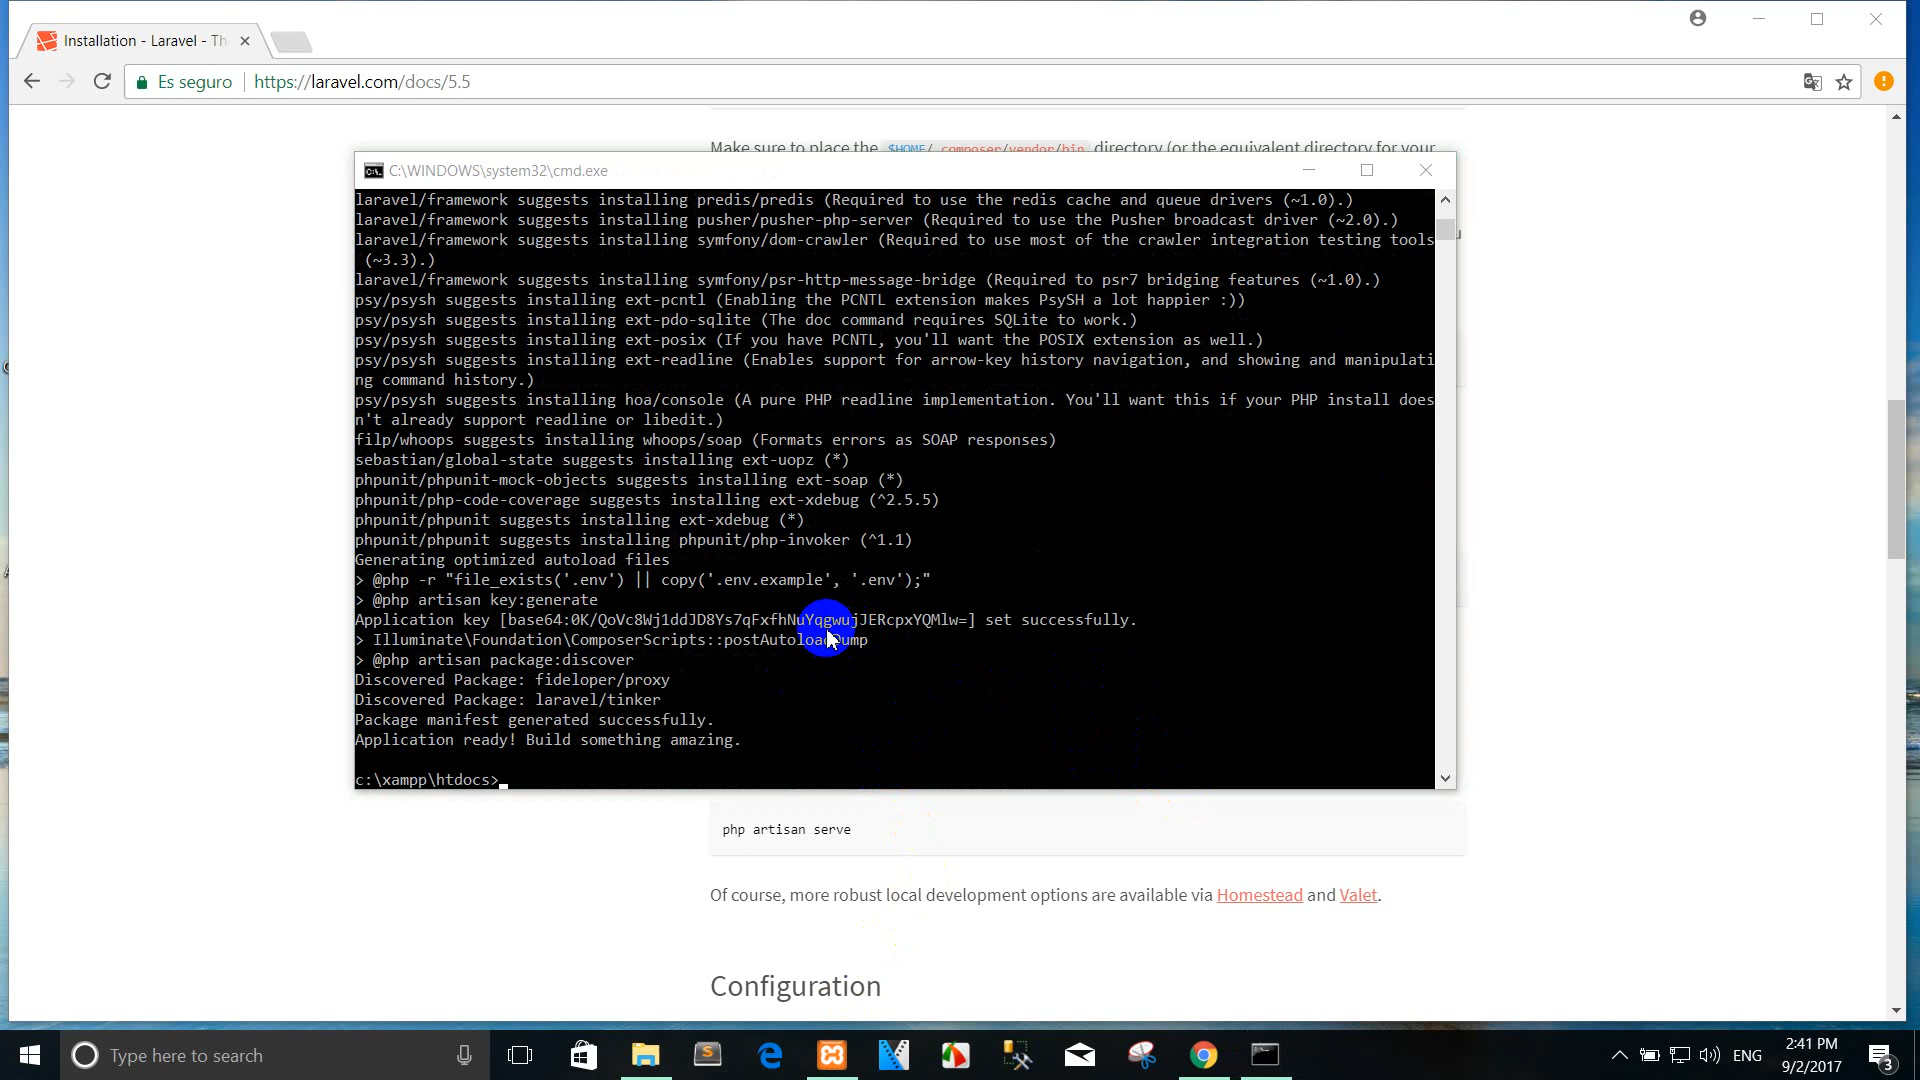 Installation - Laravel - Th
Es seguro
https://laravel.com/docs/5.5
Make sure to place the $HOME/.composer/vendor/bin directory (or the equivalent directory for your
C:\WINDOWS\system32\cmd.exe
laravel/framework suggests installing predis/predis (Required to use the redis cache and queue drivers (~1.0).)
laravel/framework suggests installing pusher/pusher-php-server (Required to use the Pusher broadcast driver (~2.0).)
laravel/framework suggests installing symfony/dom-crawler (Required to use most of the crawler integration testing tools
(~3.3).)
laravel/framework suggests installing symfony/psr-http-message-bridge (Required to psr7 bridging features (~1.0).)
psy/psysh suggests installing ext-pcntl (Enabling the PCNTL extension makes PsySH a lot happier :))
psy/psysh suggests installing ext-pdo-sqlite (The doc command requires SQLite to work.)
psy/psysh suggests installing ext-posix (If you have PCNTL, you'll want the POSIX extension as well.)
psy/psysh suggests installing ext-readline (Enables support for arrow-key history navigation, and showing and manipulati
ng command history.)
psy/psysh suggests installing hoa/console (A pure PHP readline implementation. You'll want this if your PHP install does
n't already support readline or libedit.)
filp/whoops suggests installing whoops/soap (Formats errors as SOAP responses)
sebastian/global-state suggests installing ext-uopz (*)
phpunit/phpunit-mock-objects suggests installing ext-soap (*)
phpunit/php-code-coverage suggests installing ext-xdebug (^2.5.5)
phpunit/phpunit suggests installing ext-xdebug (*)
phpunit/phpunit suggests installing phpunit/php-invoker (^1.1)
Generating optimized autoload files
> @php -r "file_exists('.env') || copy('.env.example', '.env');"
> @php artisan key:generate
Application key [base64:0K/QoVc8Wj1ddJD8Ys7qFxfhNuYqgwujJERcpxYQMlw=] set successfully.
> Illuminate\Foundation\ComposerScripts::postAutoloadDump
> @php artisan package:discover
Discovered Package: fideloper/proxy
Discovered Package: laravel/tinker
Package manifest generated successfully.
Application ready! Build something amazing.
c:\xampp\htdocs>
php artisan serve
Of course, more robust local development options are available via Homestead and Valet.
Configuration
Type here to search
ENG
2:41 PM
9/2/2017
3